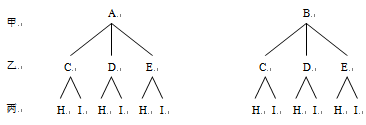 甲. A. B.
乙. C. D. E. C. D. E.
丙. H. I. H. I. H. I. H. I. H. I. H. I.